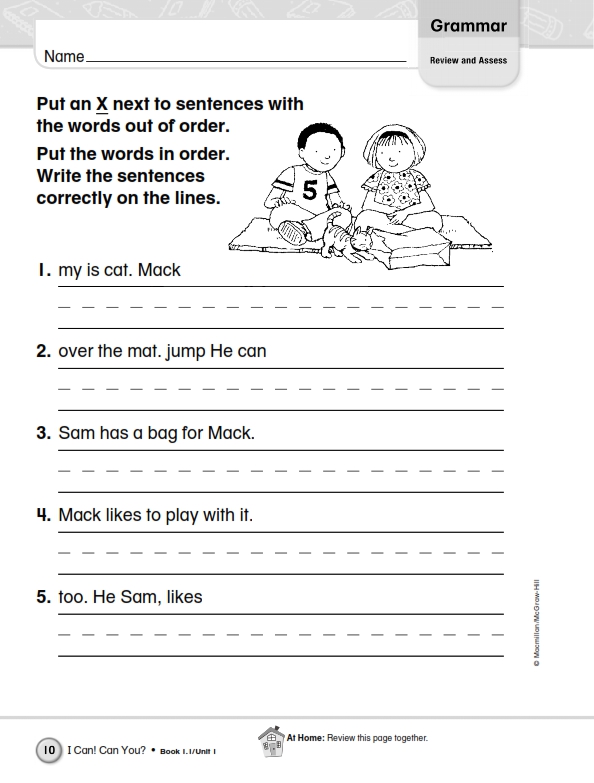 Grammar
Name
Review and Assess
Put an X next to sentences with
the words out of order.
Put the words in order.
Write the sentences
correctly on the lines.
5
1. my is cat. Mack
2. over the mat. jump He can
3. Sam has a bag for Mack.
4. Mack likes to play with it.
5. too. He Sam, likes
© Macmillan/McGraw-Hill
At Home: Review this page together.
10 I Can! Can You? • Book 1.1/Unit 1